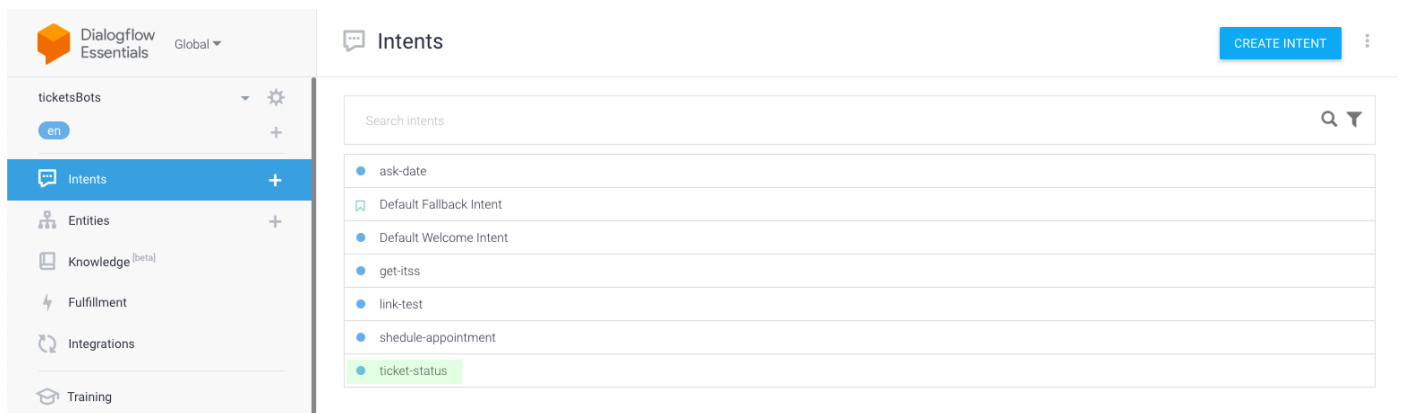 Dialogflow
Essentials
Global
ticketsBots
en
Intents
Entities
Knowledge [beta]
Fulfillment
Integrations
Training
Intents
CREATE INTENT
Search intents
ask-date
Default Fallback Intent
Default Welcome Intent
get-itss
link-test
shedule-appointment
ticket-status